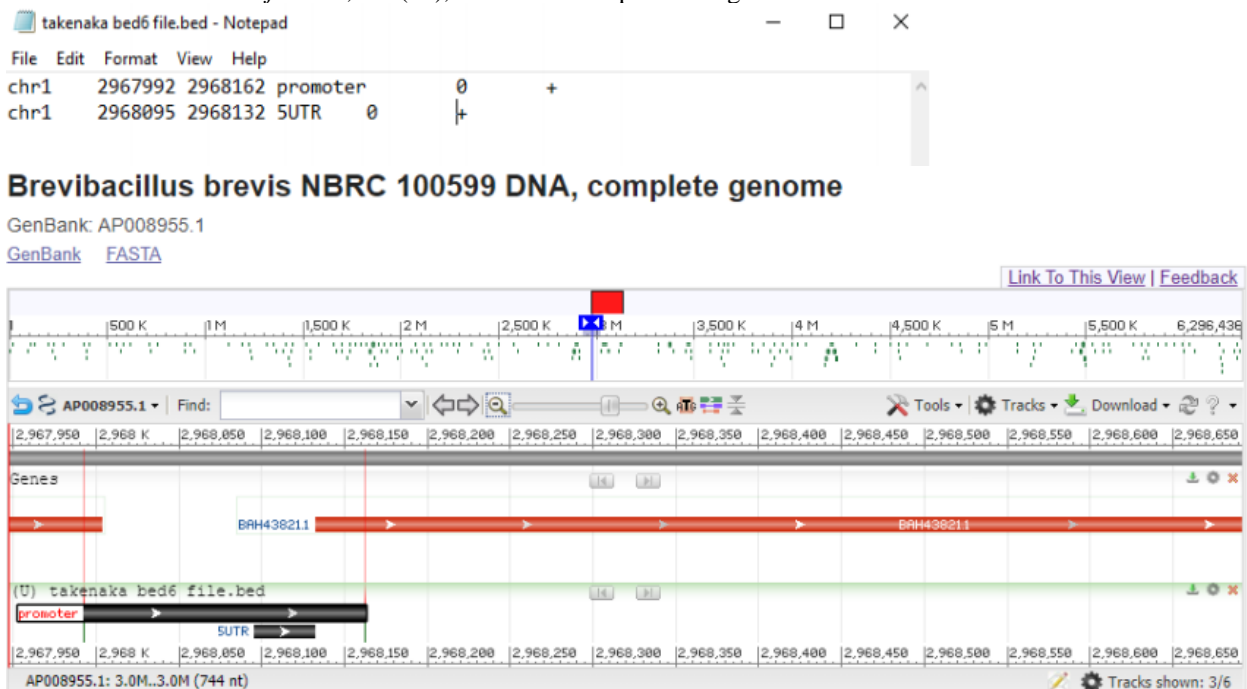 takenaka bed6 file.bed - Notepad
File Edit Format View Help
chr1 2967992 2968162 promoter 0 +
chr1 2968095 2968132 5UTR 0 +
Brevibacillus brevis NBRC 100599 DNA, complete genome
GenBank: AP008955.1
GenBank FASTA
Link To This View | Feedback
500 K 1 M 1,500 K 2 M 2,500 K M 3,500 K 4 M 4,500 K 5 M 5,500 K 6,296,436
AP008955.1 Find: ATG Tools Tracks Download ?
2,967,950 2,968 K 2,968,050 2,968,100 2,968,150 2,968,200 2,968,250 2,968,300 2,968,350 2,968,400 2,968,450 2,968,500 2,968,550 2,968,600 2,968,650
Genes
BAH43821.1 BAH43821.1
(U) takenaka bed6 file.bed
promoter
5UTR
2,967,950 2,968 K 2,968,050 2,968,100 2,968,150 2,968,200 2,968,250 2,968,300 2,968,350 2,968,400 2,968,450 2,968,500 2,968,550 2,968,600 2,968,650
AP008955.1: 3.0M..3.0M (744 nt) Tracks shown: 3/6